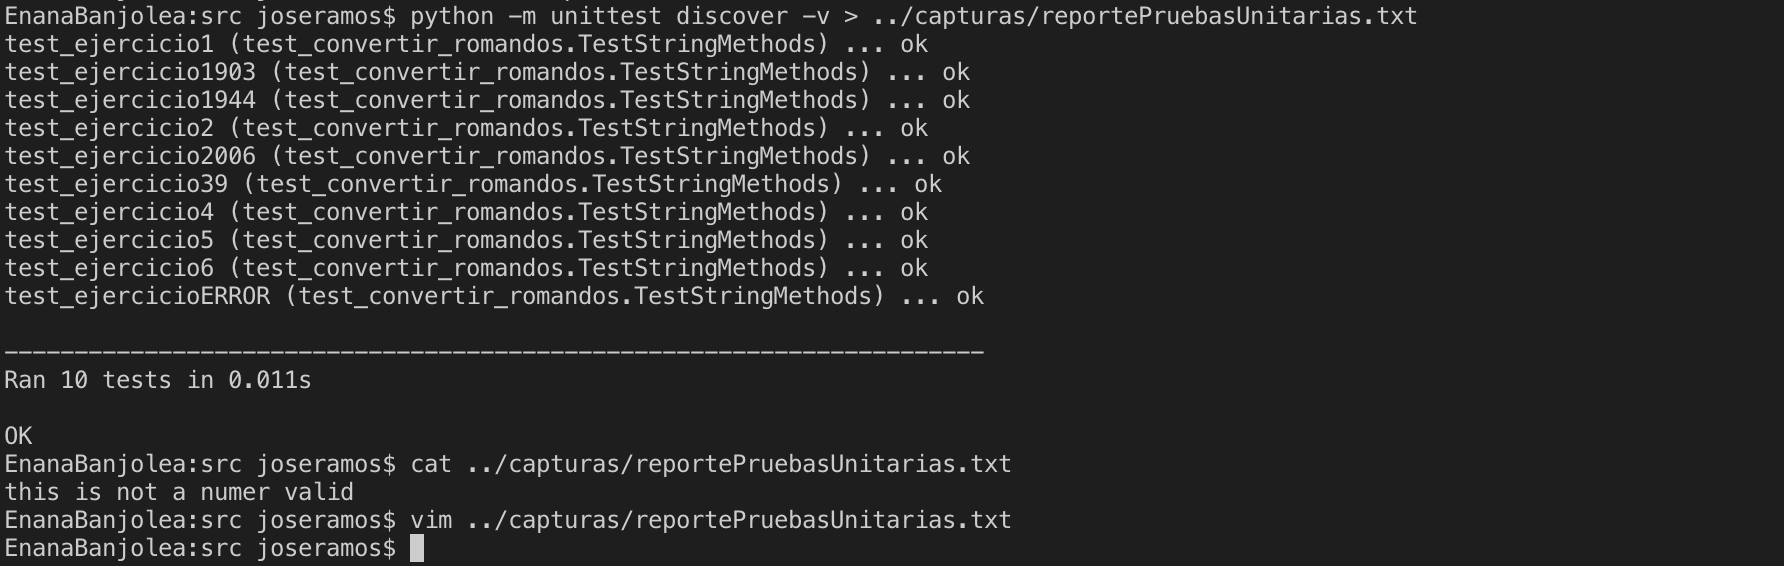 EnanaBanjolea:src joseramos$ python -m unittest discover -v > ../capturas/reportePruebasUnitarias.txt
test_ejercicio1 (test_convertir_romandos.TestStringMethods) ... ok
test_ejercicio1903 (test_convertir_romandos.TestStringMethods) ... ok
test_ejercicio1944 (test_convertir_romandos.TestStringMethods) ... ok
test_ejercicio2 (test_convertir_romandos.TestStringMethods) ... ok
test_ejercicio2006 (test_convertir_romandos.TestStringMethods) ... ok
test_ejercicio39 (test_convertir_romandos.TestStringMethods) ... ok
test_ejercicio4 (test_convertir_romandos.TestStringMethods) ... ok
test_ejercicio5 (test_convertir_romandos.TestStringMethods) ... ok
test_ejercicio6 (test_convertir_romandos.TestStringMethods) ... ok
test_ejercicioERROR (test_convertir_romandos.TestStringMethods) ... ok
----------------------------------------------------------------------
Ran 10 tests in 0.011s
OK
EnanaBanjolea:src joseramos$ cat ../capturas/reportePruebasUnitarias.txt
this is not a numer valid
EnanaBanjolea:src joseramos$ vim ../capturas/reportePruebasUnitarias.txt
EnanaBanjolea:src joseramos$